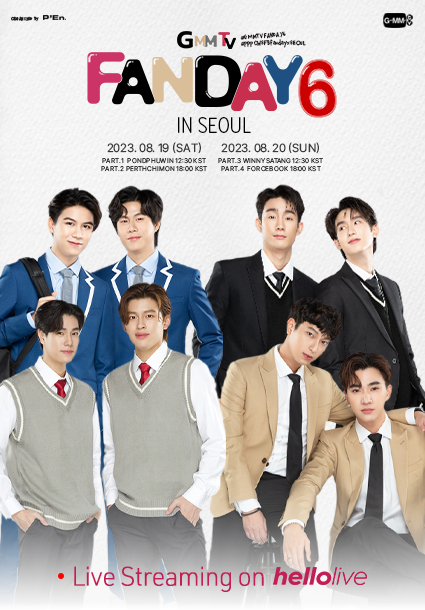 P'En.
GMMTV
FANDAY6
IN SEOUL
2023. 08. 19 (SAT)
PART.1 PONDPHUWIN 12:30 KST
PART.2 PERTHCHIMON 18:00 KST
2023. 08. 20 (SUN)
PART.3 WINNYSATANG 12:30 KST
PART.4 FORCEBOOK 18:00 KST
• Live Streaming on hellolive